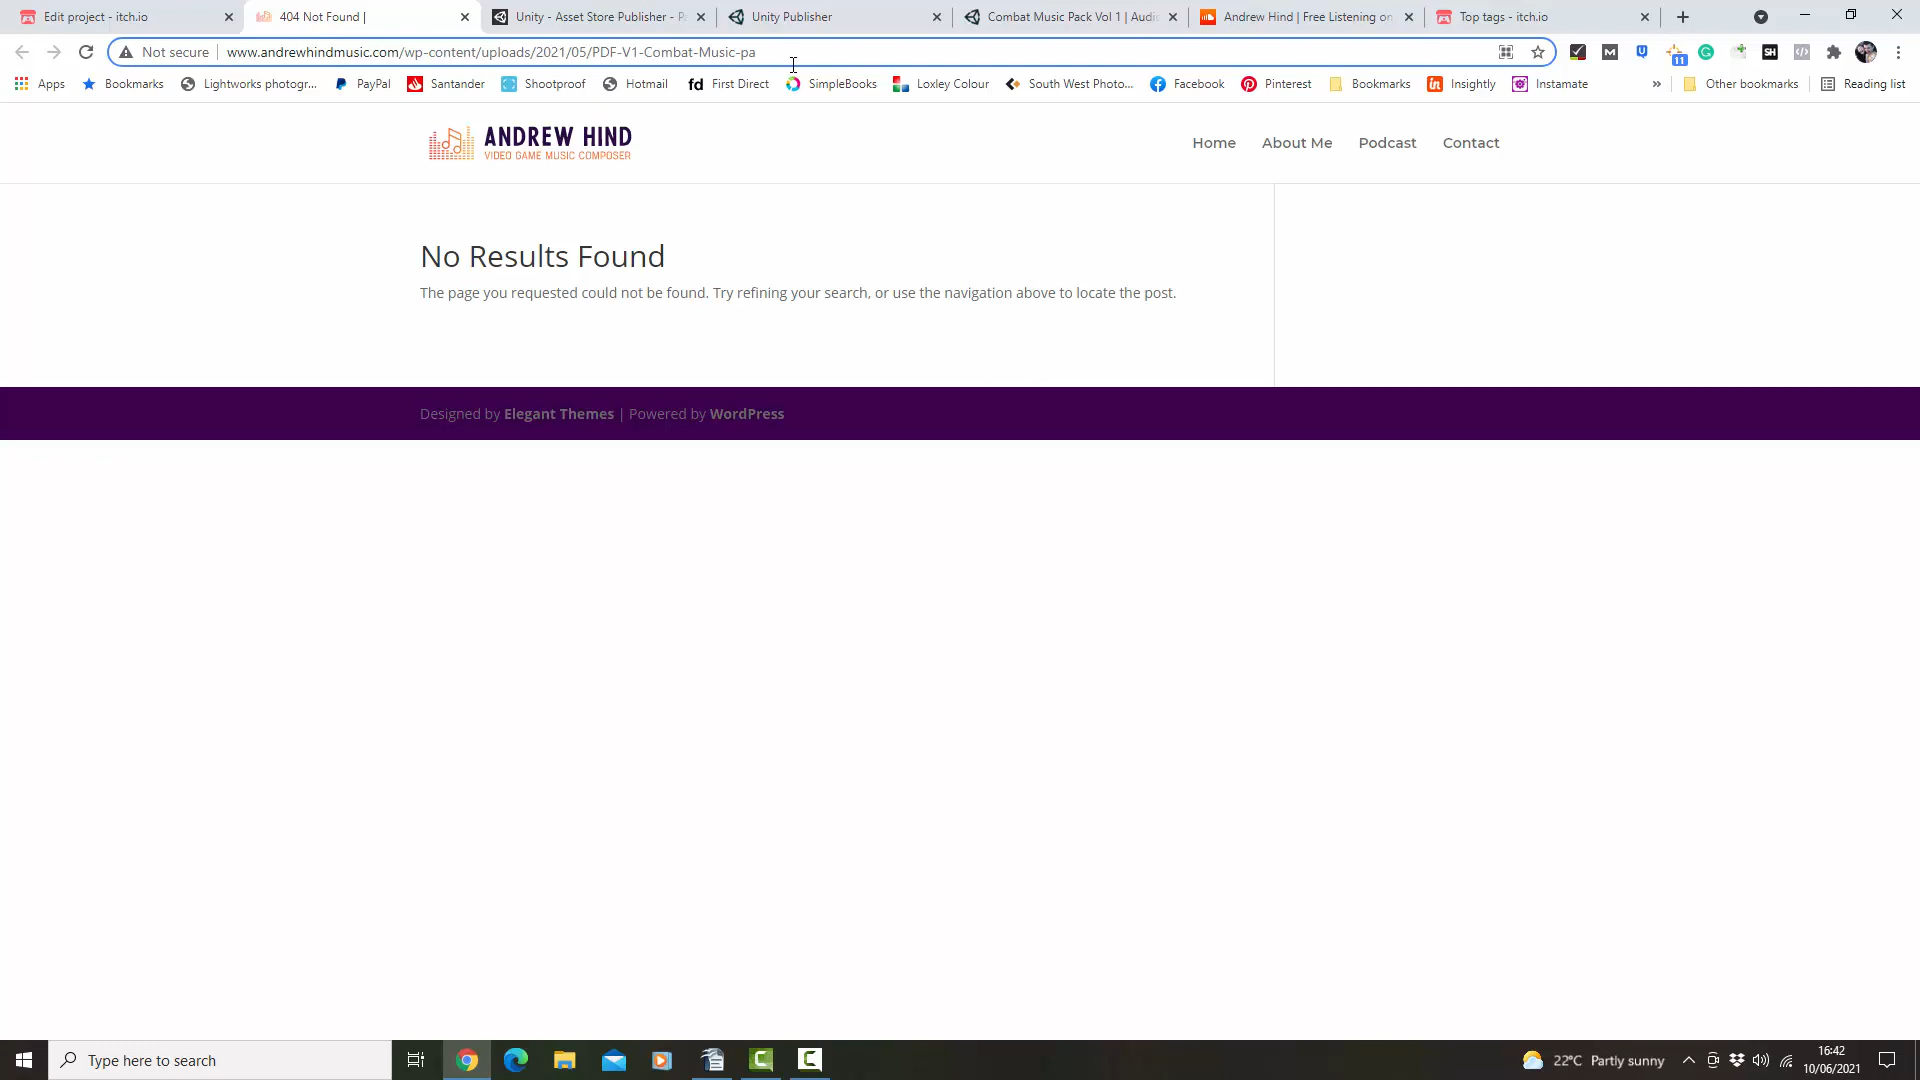 Edit project - itch.io
404 Not Found |
Unity - Asset Store Publisher - P
Unity Publisher
Combat Music Pack Vol 1 | Audi
Andrew Hind | Free Listening on
Top tags - itch.io
Not secure
www.andrewhindmusic.com/wp-content/uploads/2021/05/PDF-V1-Combat-Music-pa
11
SH
Apps
Bookmarks
Lightworks photogr...
PayPal
Santander
Shootproof
Hotmail
fd First Direct
SimpleBooks
Loxley Colour
South West Photo...
Facebook
Pinterest
Bookmarks
Insightly
Instamate
»
Other bookmarks
Reading list
ANDREW HIND
VIDEO GAME MUSIC COMPOSER
Home
About Me
Podcast
Contact
No Results Found
The page you requested could not be found. Try refining your search, or use the navigation above to locate the post.
Designed by Elegant Themes | Powered by WordPress
Type here to search
22°C Partly sunny
16:42
10/06/2021